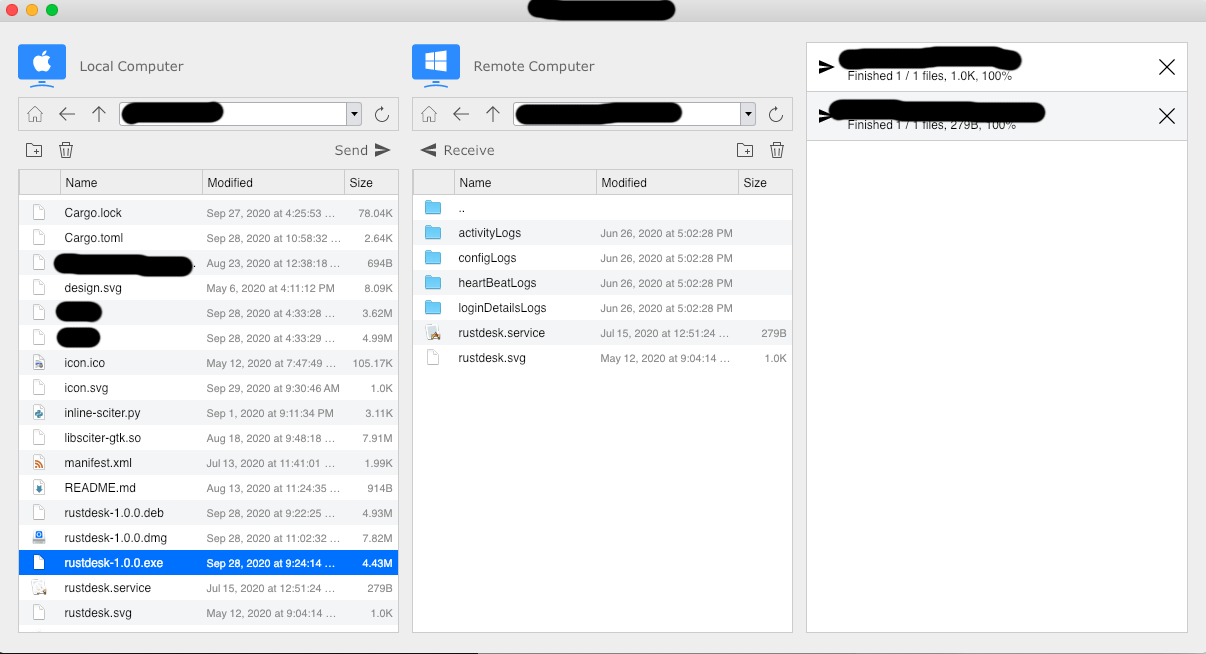 Local Computer
Send
Name Modified Size
Cargo.lock Sep 27, 2020 at 4:25:53 ... 78.04K
Cargo.toml Sep 28, 2020 at 10:58:32 ... 2.64K
Aug 23, 2020 at 12:38:18 ... 694B
design.svg May 6, 2020 at 4:11:12 PM 8.09K
Sep 28, 2020 at 4:33:28 ... 3.62M
Sep 28, 2020 at 4:33:29 ... 4.99M
icon.ico May 12, 2020 at 7:47:49 ... 105.17K
icon.svg Sep 29, 2020 at 9:30:46 AM 1.0K
inline-sciter.py Sep 1, 2020 at 9:11:34 PM 3.11K
libsciter-gtk.so Aug 18, 2020 at 9:48:18 ... 7.91M
manifest.xml Jul 13, 2020 at 11:41:01 ... 1.99K
README.md Aug 13, 2020 at 11:24:35 ... 914B
rustdesk-1.0.0.deb Sep 28, 2020 at 9:22:25 ... 4.93M
rustdesk-1.0.0.dmg Sep 28, 2020 at 11:02:32 ... 7.82M
rustdesk-1.0.0.exe Sep 28, 2020 at 9:24:14 ... 4.43M
rustdesk.service Jul 15, 2020 at 12:51:24 ... 279B
rustdesk.svg May 12, 2020 at 9:04:14 ... 1.0K
Remote Computer
Receive
Name Modified Size
..
activityLogs Jun 26, 2020 at 5:02:28 PM
configLogs Jun 26, 2020 at 5:02:28 PM
heartBeatLogs Jun 26, 2020 at 5:02:28 PM
loginDetailsLogs Jun 26, 2020 at 5:02:28 PM
rustdesk.service Jul 15, 2020 at 12:51:24 ... 279B
rustdesk.svg May 12, 2020 at 9:04:14 ... 1.0K
Finished 1 / 1 files, 1.0K, 100%
Finished 1 / 1 files, 279B, 100%